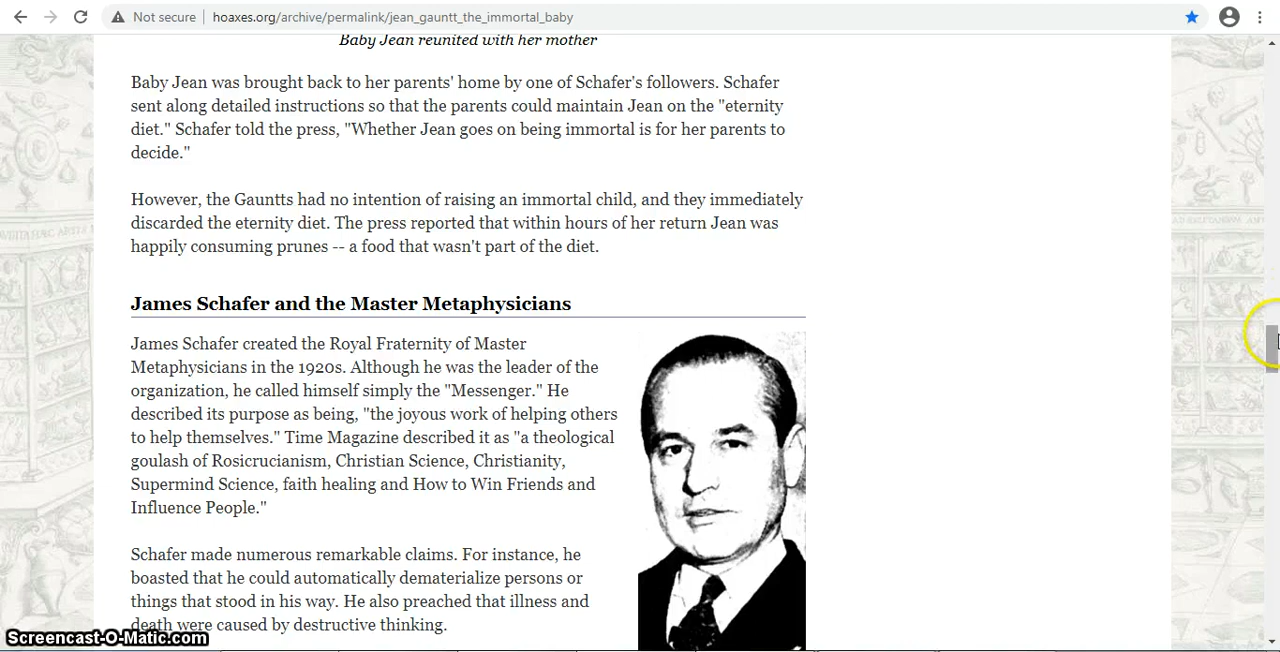 Not secure
hoaxes.org/archive/permalink/jean_gauntt_the_immortal_baby
Baby Jean reunited with her mother
Baby Jean was brought back to her parents' home by one of Schafer's followers. Schafer
sent along detailed instructions so that the parents could maintain Jean on the "eternity
diet." Schafer told the press, "Whether Jean goes on being immortal is for her parents to
decide."
However, the Gauntts had no intention of raising an immortal child, and they immediately
discarded the eternity diet. The press reported that within hours of her return Jean was
happily consuming prunes -- a food that wasn't part of the diet.
James Schafer and the Master Metaphysicians
James Schafer created the Royal Fraternity of Master
Metaphysicians in the 1920s. Although he was the leader of the
organization, he called himself simply the "Messenger." He
described its purpose as being, "the joyous work of helping others
to help themselves." Time Magazine described it as "a theological
goulash of Rosicrucianism, Christian Science, Christianity,
Supermind Science, faith healing and How to Win Friends and
Influence People."
Schafer made numerous remarkable claims. For instance, he
boasted that he could automatically dematerialize persons or
things that stood in his way. He also preached that illness and
death were caused by destructive thinking.
Screencast-O-Matic.com